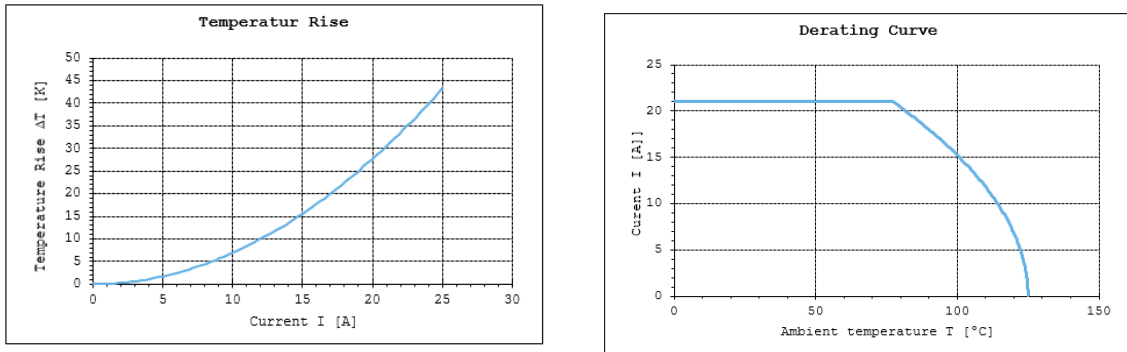 Temperatur Rise
Temperature Rise ΔT [K]
50
45
40
35
30
25
20
15
10
5
0
0 5 10 15 20 25 30
Current I [A]
Derating Curve
Curent I [A]]
25
20
15
10
5
0
0 50 100 150
Ambient temperature T [°C]